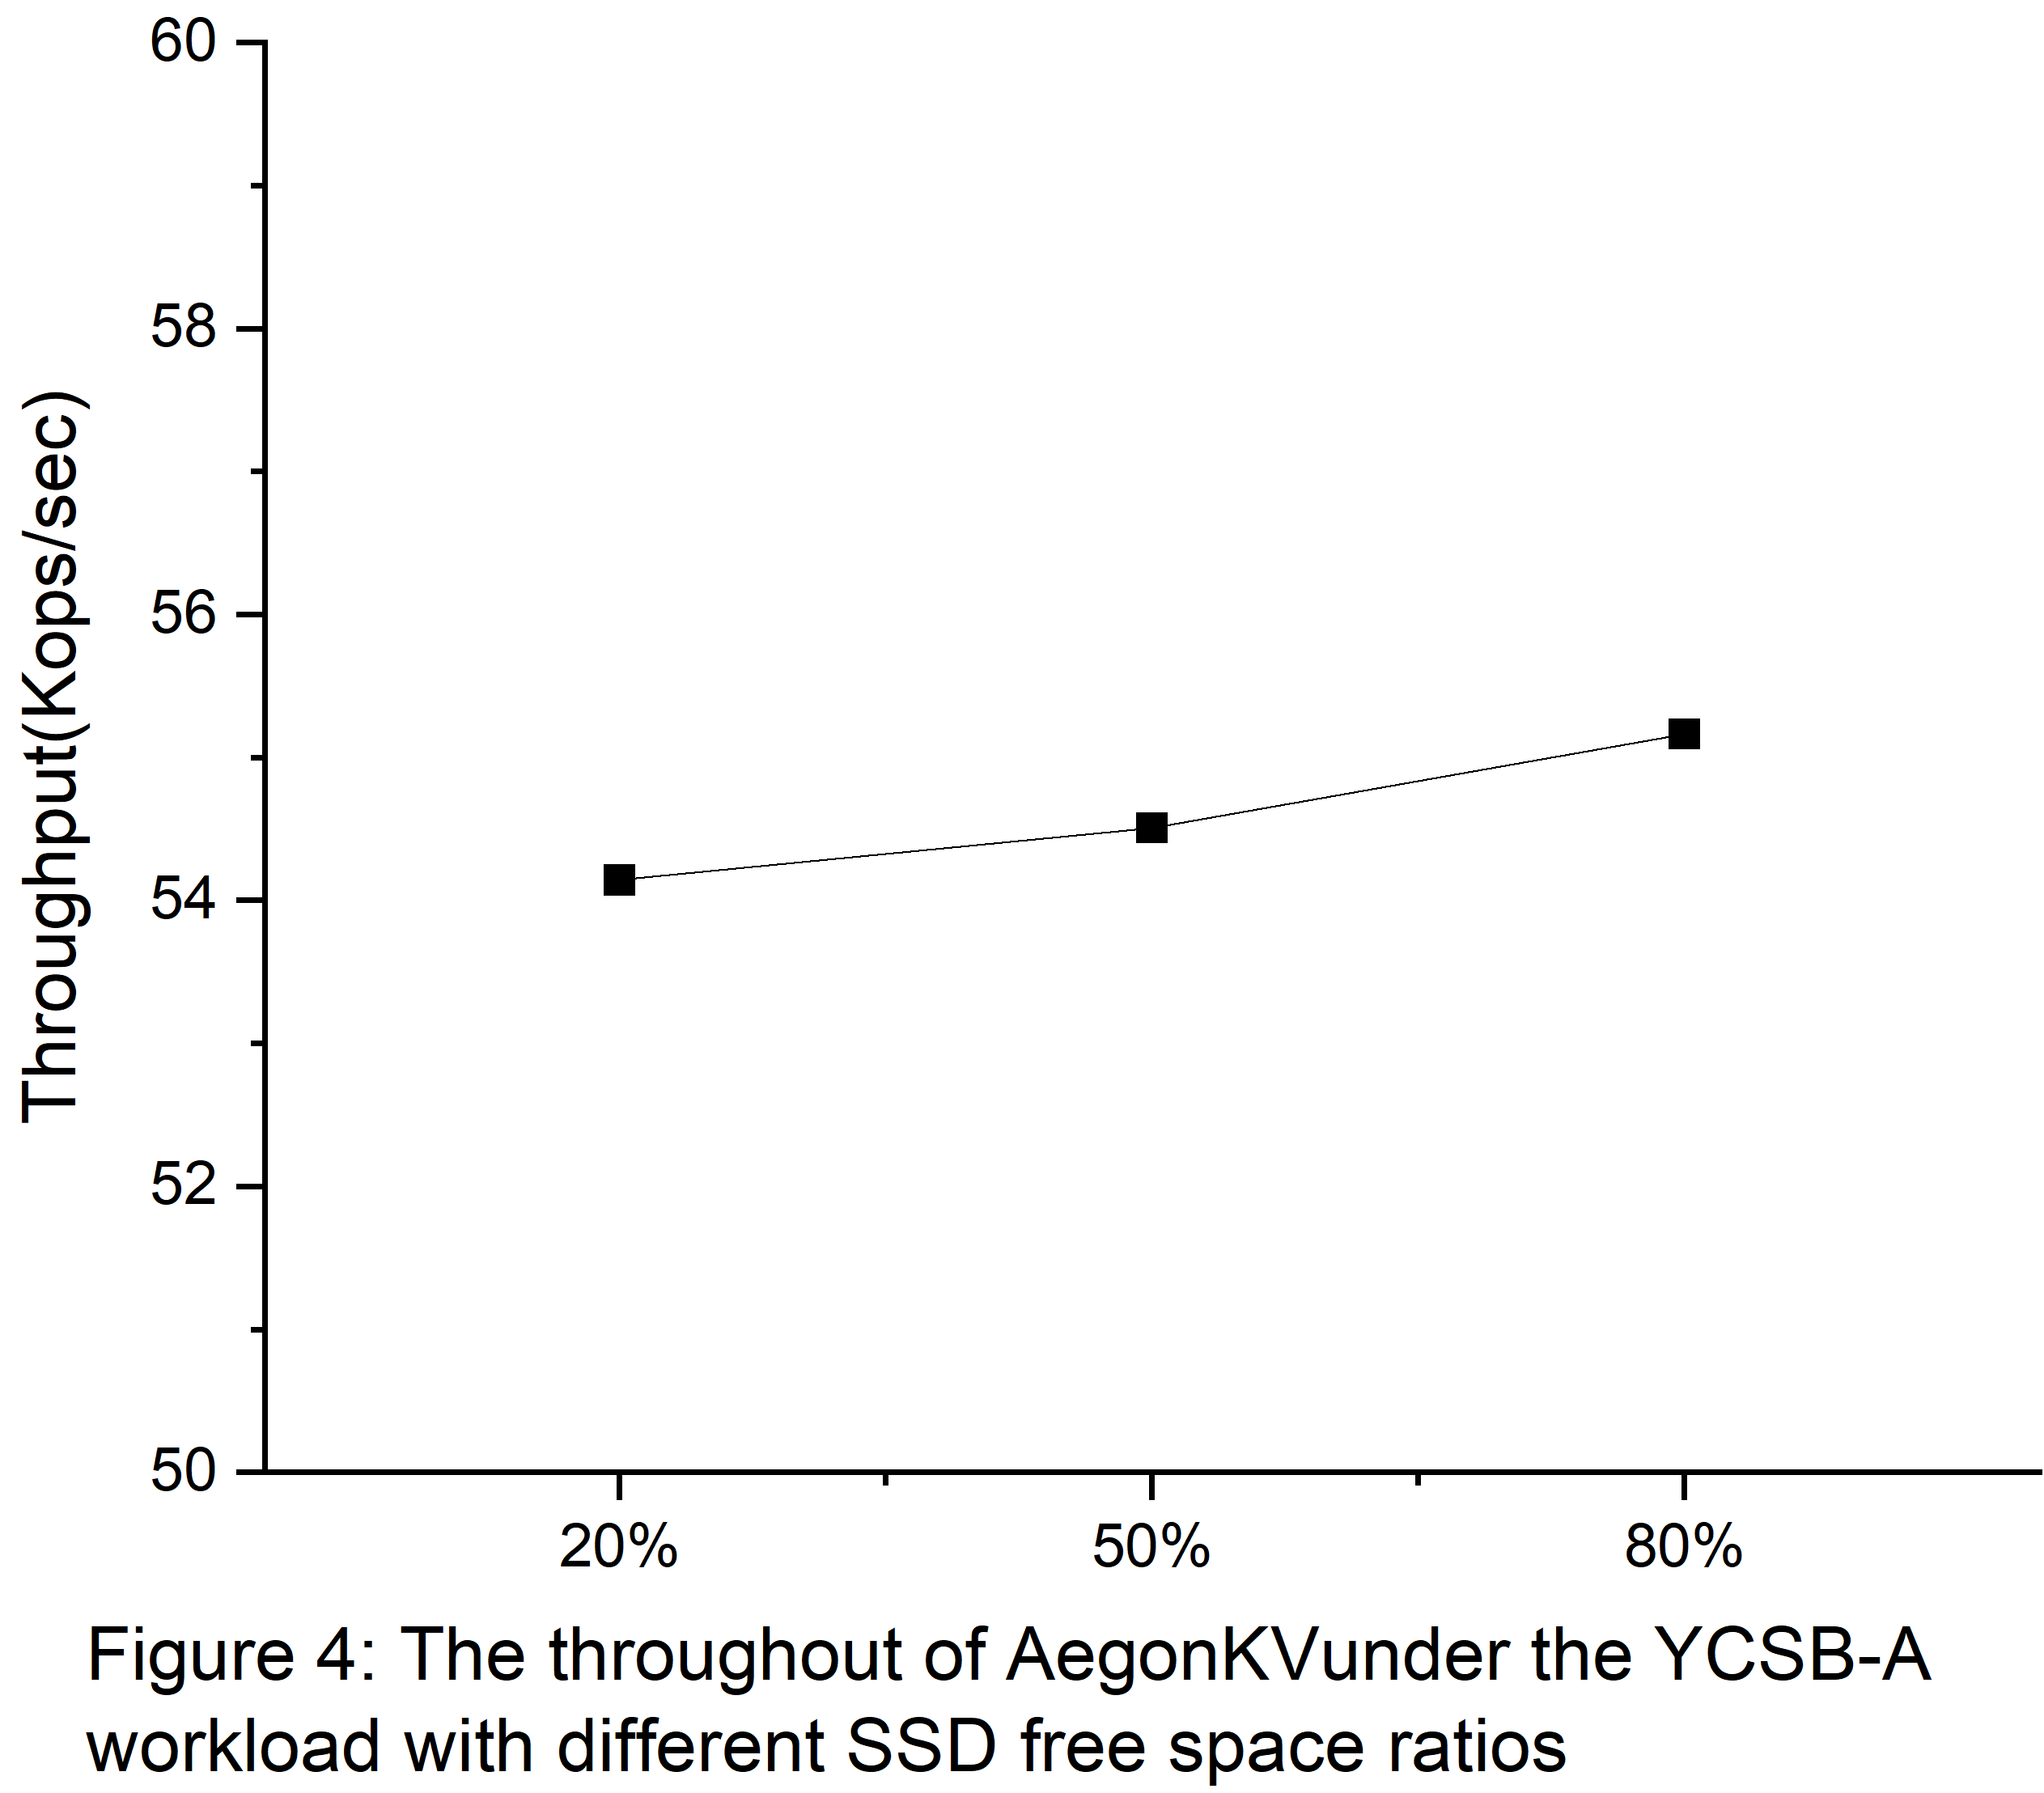 60
58
56
54
52
50
Throughput(Kops/sec)
20% 50% 80%
Figure 4: The throughout of AegonKVunder the YCSB-A
workload with different SSD free space ratios